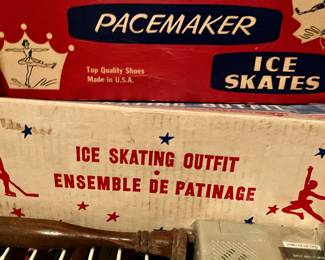 PACEMAKER
Top Quality Shoes
Made in U.S.A.
ICE
SKATES
ICE SKATING OUTFIT
•
ENSEMBLE DE PATINAGE